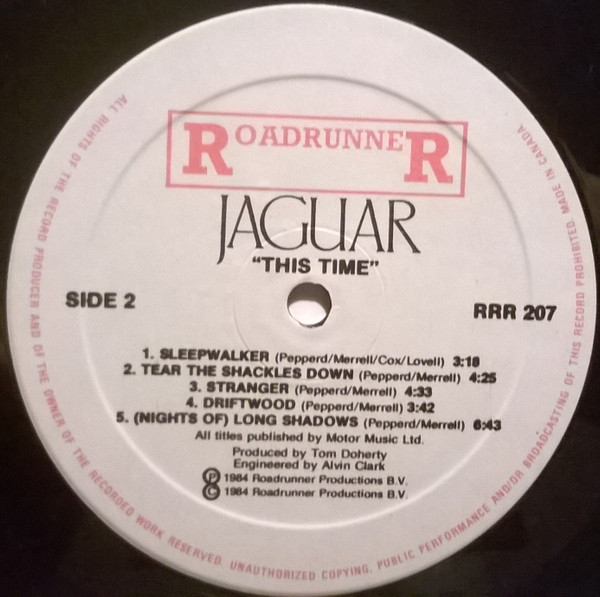 ROADRUNNER
JAGUAR
"THIS TIME"
SIDE 2
RRR 207
1. SLEEPWALKER (Pepperd/Merrell/Cox/Lovell) 3:18
2. TEAR THE SHACKLES DOWN (Pepperd/Merrell) 4:25
3. STRANGER (Pepperd/Merrell) 4:33
4. DRIFTWOOD (Pepperd/Merrell) 3:42
5. (NIGHTS OF) LONG SHADOWS (Pepperd/Merrell) 6:43
All titles published by Motor Music Ltd.
Produced by Tom Doherty
Engineered by Alvin Clark
℗ 1984 Roadrunner Productions B.V.
© 1984 Roadrunner Productions B.V.
ALL RIGHTS OF THE RECORD PRODUCER AND OF THE OWNER OF THE RECORDED WORK RESERVED. UNAUTHORIZED COPYING, PUBLIC PERFORMANCE AND/OR BROADCASTING OF THIS RECORD PROHIBITED. MADE IN CANADA